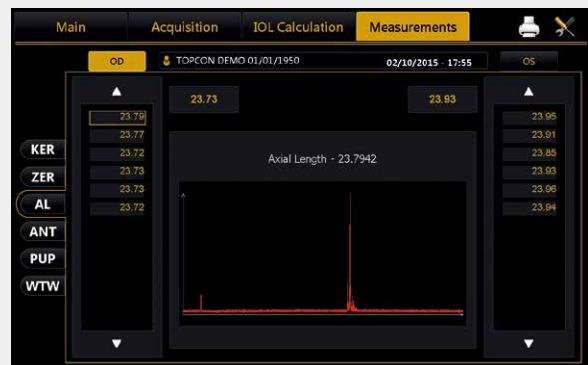 Main Acquisition IOL Calculation Measurements
OD TOPCON DEMO 01/01/1950 02/10/2015 - 17:55 OS
23.73 23.93
23.79
23.77
23.72
23.73
23.73
23.72
KER
ZER
AL
ANT
PUP
WTW
Axial Length - 23.7942
23.95
23.91
23.85
23.93
23.96
23.94